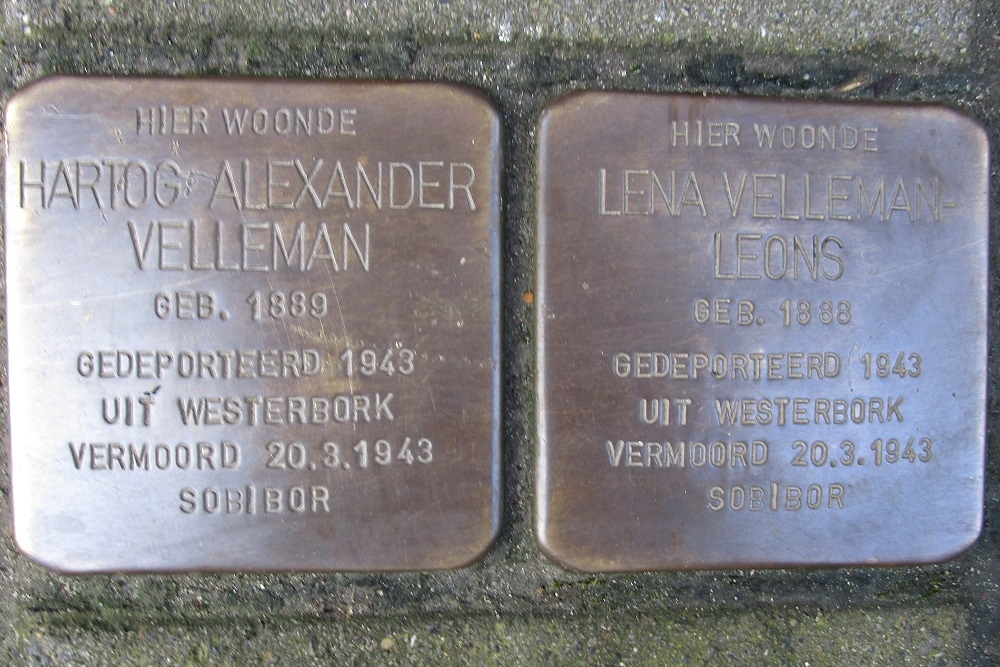 HIER WOONDE
HARTOG ALEXANDER
VELLEMAN
GEB. 1889
GEDEPORTEERD 1943
UIT WESTERBORK
VERMOORD 20.3.1943
SOBIBOR
HIER WOONDE
LENA VELLEMAN-
LEONS
GEB. 1888
GEDEPORTEERD 1943
UIT WESTERBORK
VERMOORD 20.3.1943
SOBIBOR